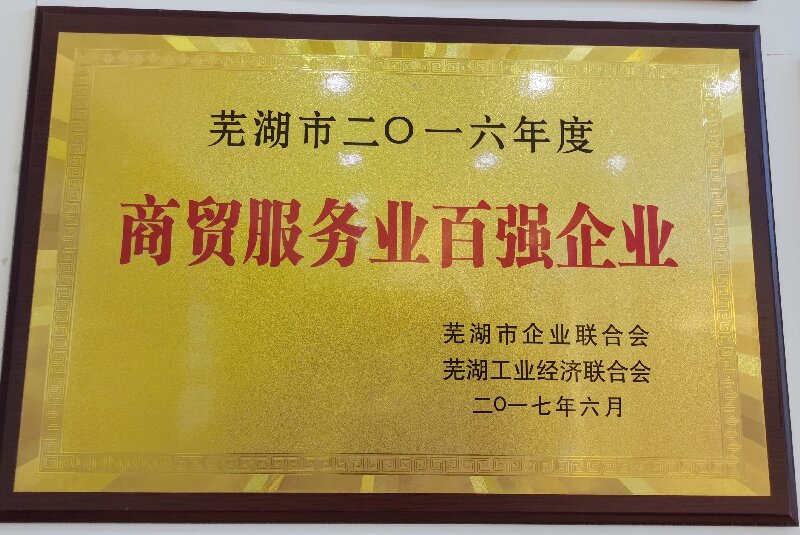 芜湖市二〇一六年度
商贸服务业百强企业
芜湖市企业联合会
芜湖工业经济联合会
二〇一七年六月